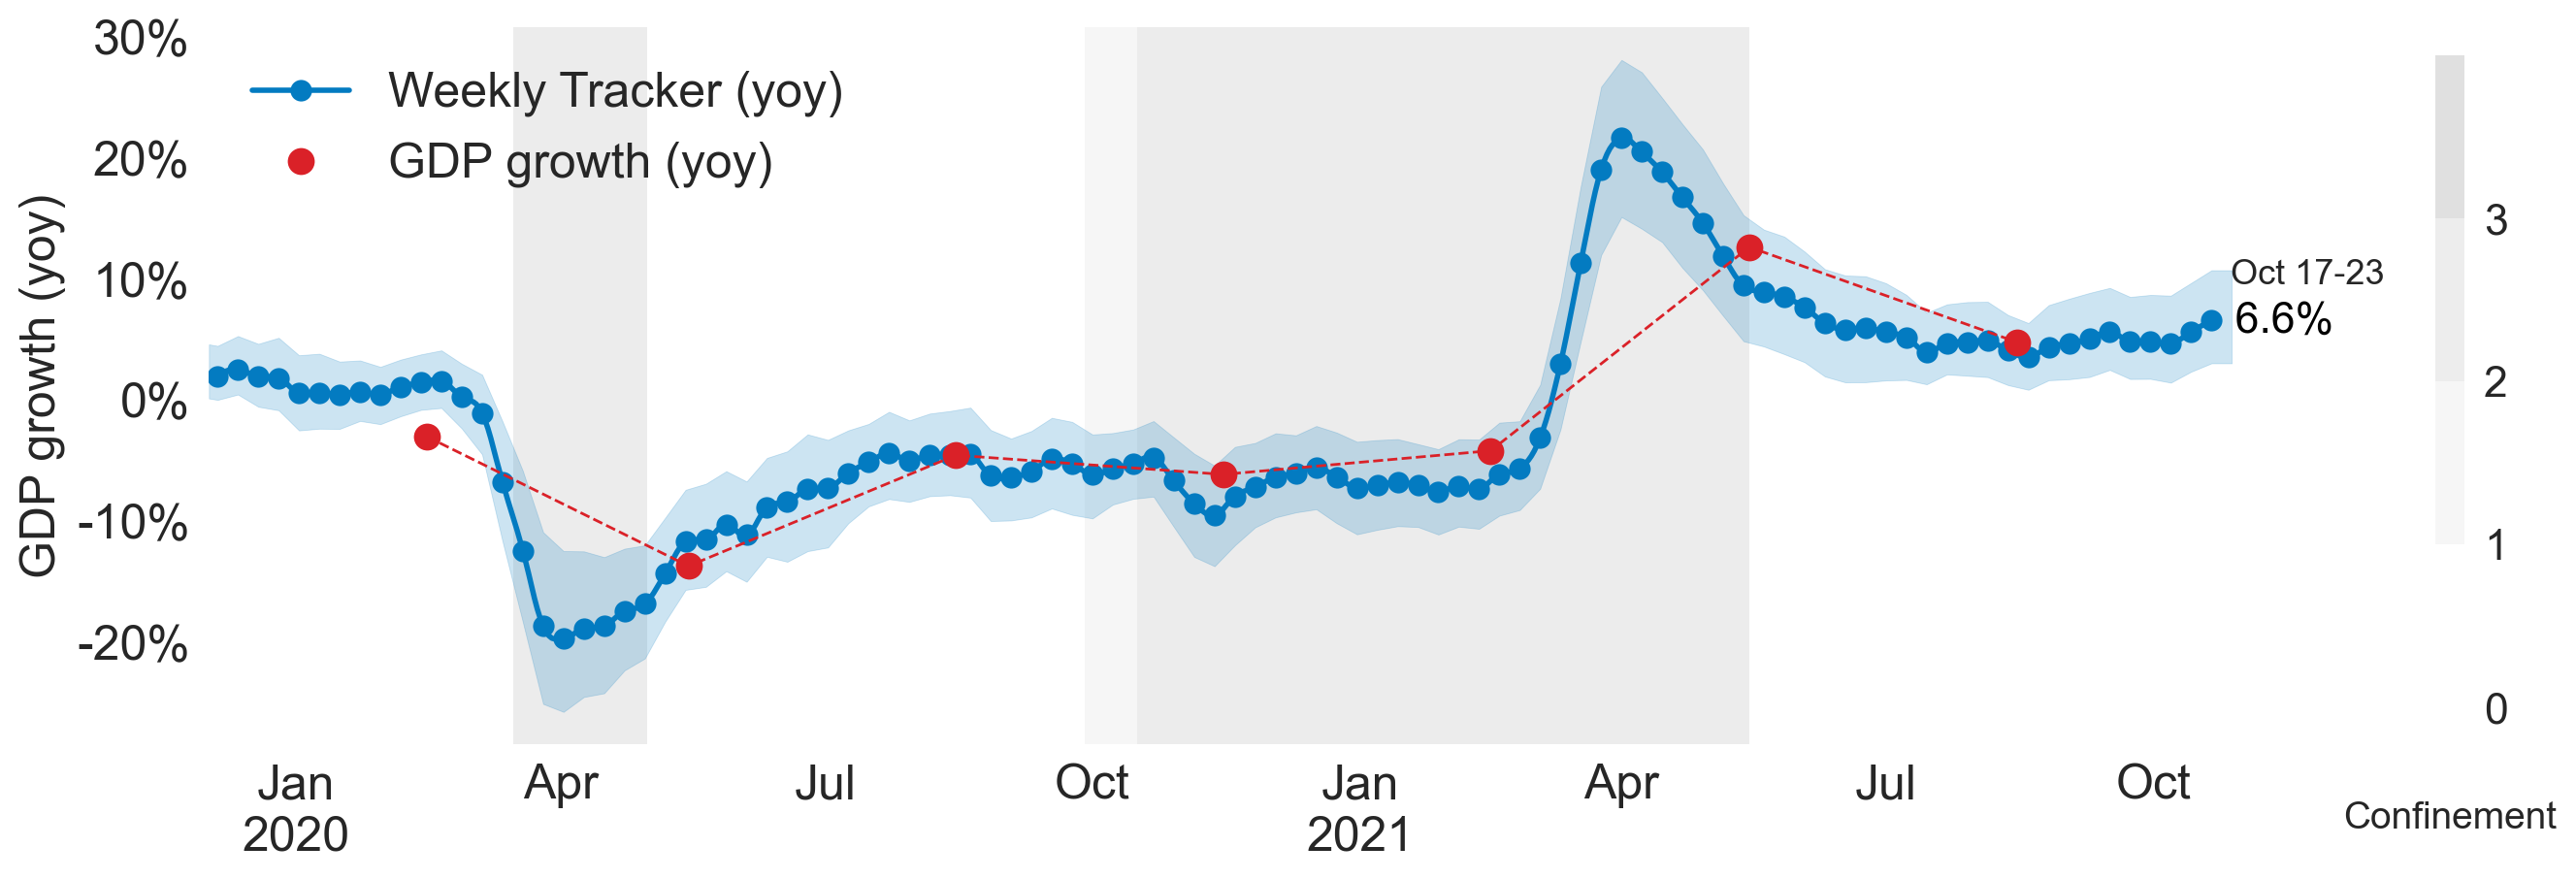 GDP growth (yoy)
30%
20%
10%
0%
-10%
-20%
Weekly Tracker (yoy)
GDP growth (yoy)
Oct 17-23
6.6%
3
2
1
0
Confinement
Jan
2020
Apr
Jul
Oct
Jan
2021
Apr
Jul
Oct